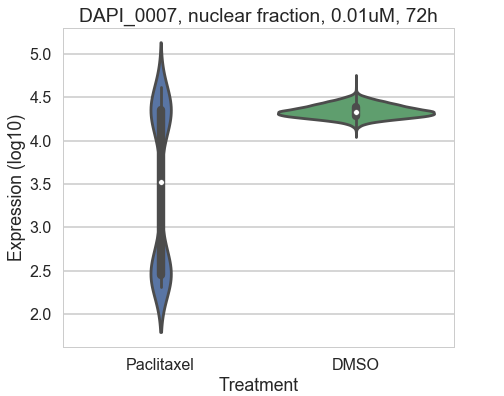 DAPI_0007, nuclear fraction, 0.01uM, 72h
Expression (log10)
5.0
4.5
4.0
3.5
3.0
2.5
2.0
Paclitaxel
DMSO
Treatment